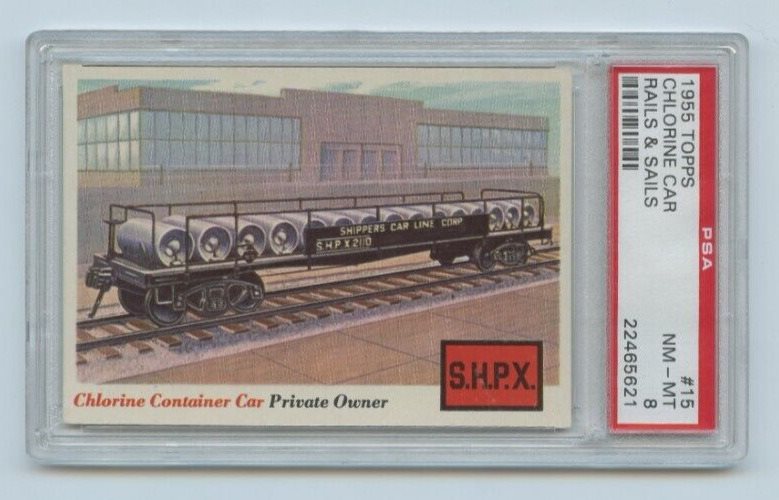 SHIPPERS CAR LINE CORP.
S.H.P.X 2110
S.H.P.X.
Chlorine Container Car Private Owner
1955 TOPPS
CHLORINE CAR
RAILS & SAILS
PSA
#15
NM-MT 8
22465621